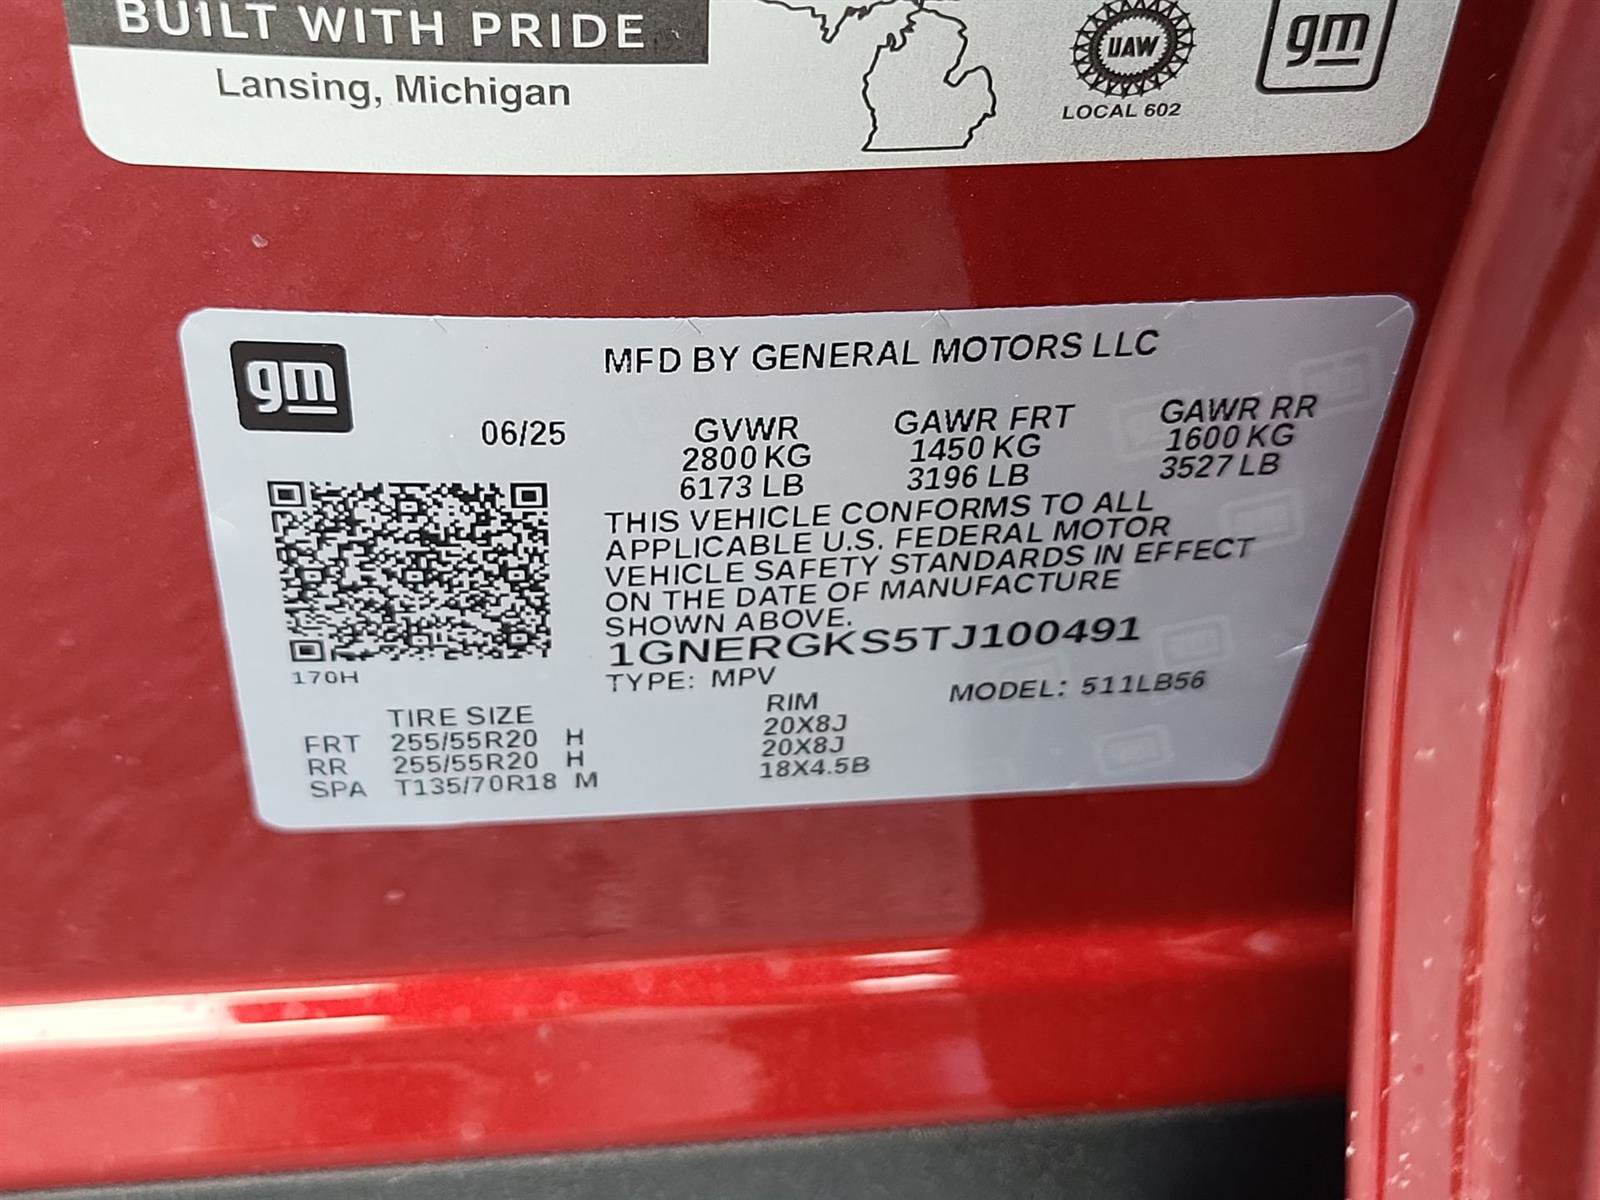 BUILT WITH PRIDE
Lansing, Michigan
UAW
LOCAL 602
gm
gm
MFD BY GENERAL MOTORS LLC
06/25 GVWR GAWR FRT GAWR RR
2800 KG 1450 KG 1600 KG
6173 LB 3196 LB 3527 LB
THIS VEHICLE CONFORMS TO ALL
APPLICABLE U.S. FEDERAL MOTOR
VEHICLE SAFETY STANDARDS IN EFFECT
ON THE DATE OF MANUFACTURE
SHOWN ABOVE.
1GNERGKS5TJ100491
170H
TYPE: MPV MODEL: 511LB56
TIRE SIZE RIM
FRT 255/55R20 H 20X8J
RR 255/55R20 H 20X8J
SPA T135/70R18 M 18X4.5B